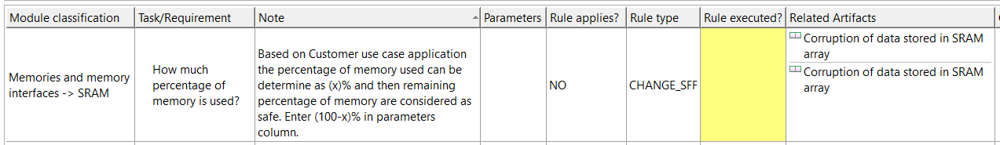 Module classification Task/Requirement Note Parameters Rule applies? Rule type Rule executed? Related Artifacts
Memories and memory
interfaces -> SRAM
How much
percentage of
memory is used?
Based on Customer use case application
the percentage of memory used can be
determine as (x)% and then remaining
percentage of memory are considered as
safe. Enter (100-x)% in parameters
column.
NO
CHANGE_SFF
Corruption of data stored in SRAM
array
Corruption of data stored in SRAM
array